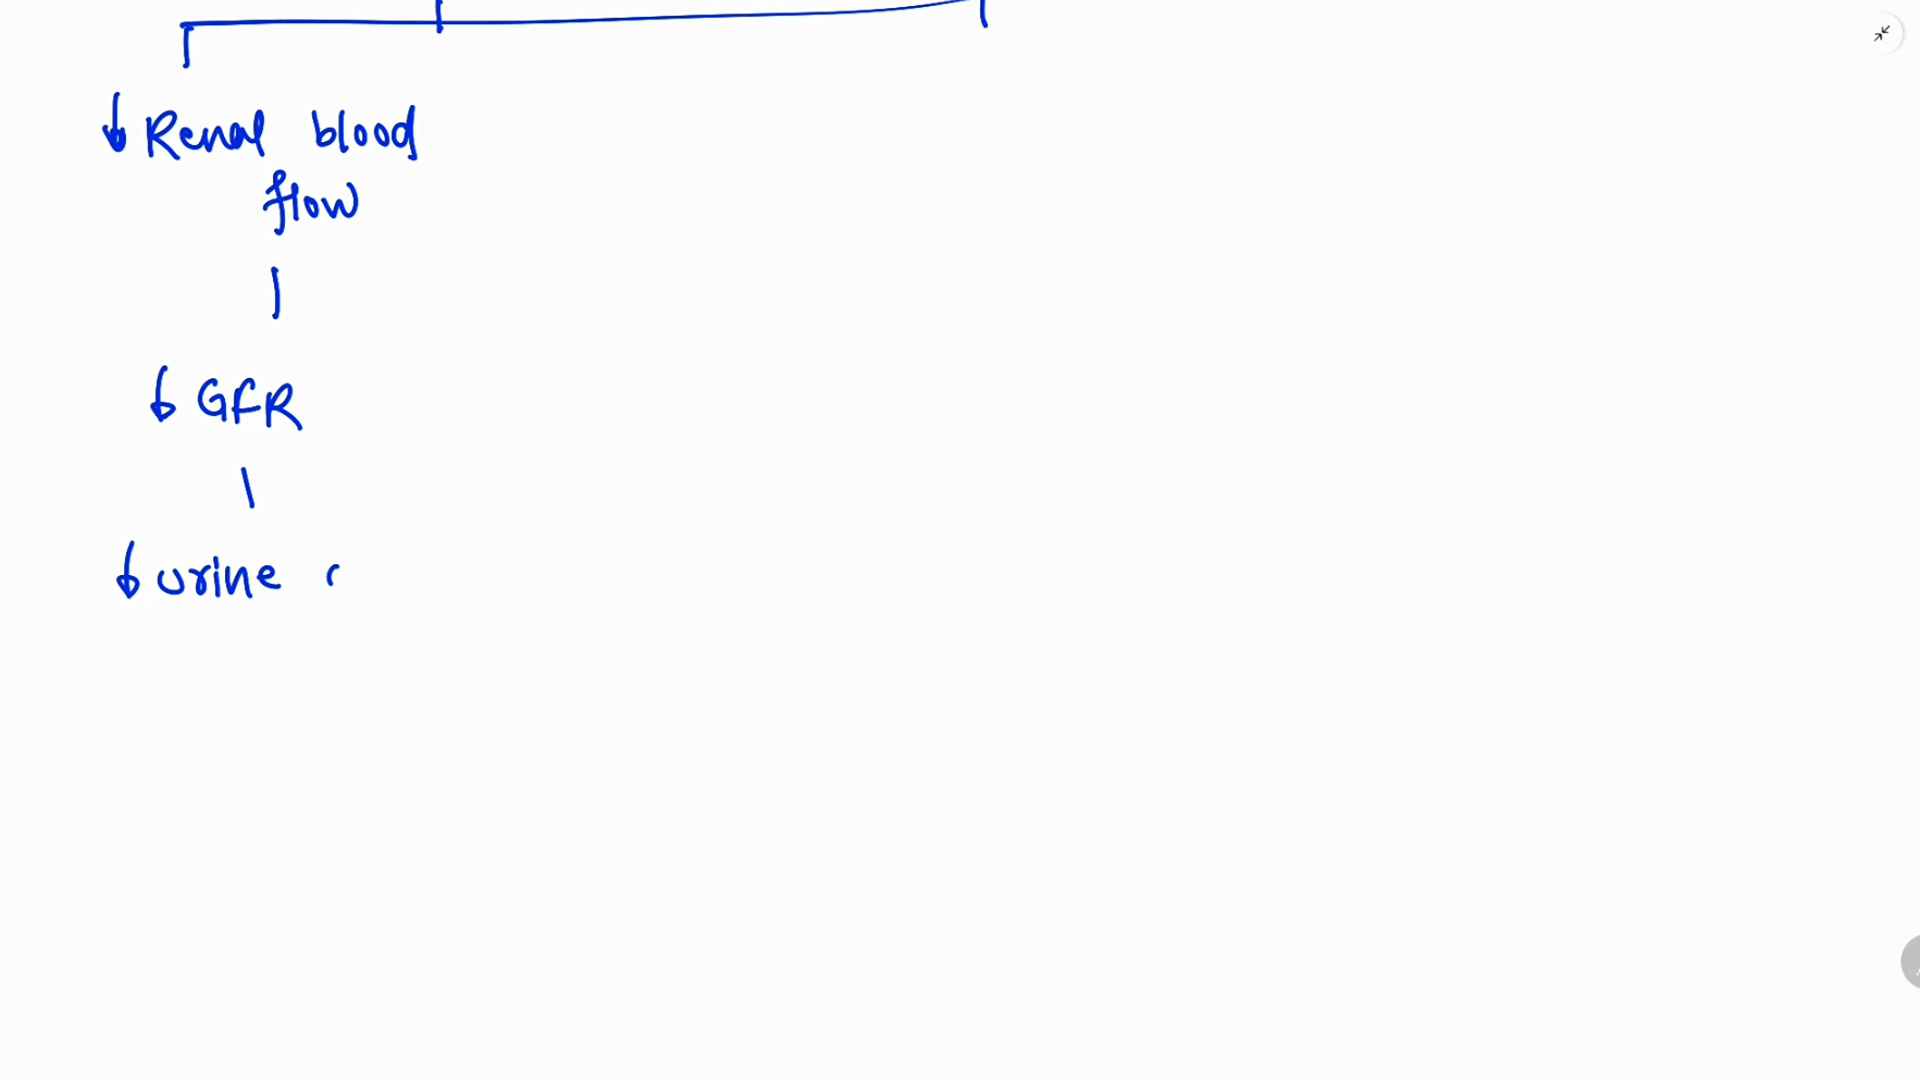 ↓ Renal blood
flow
↓ GFR
↓ urine